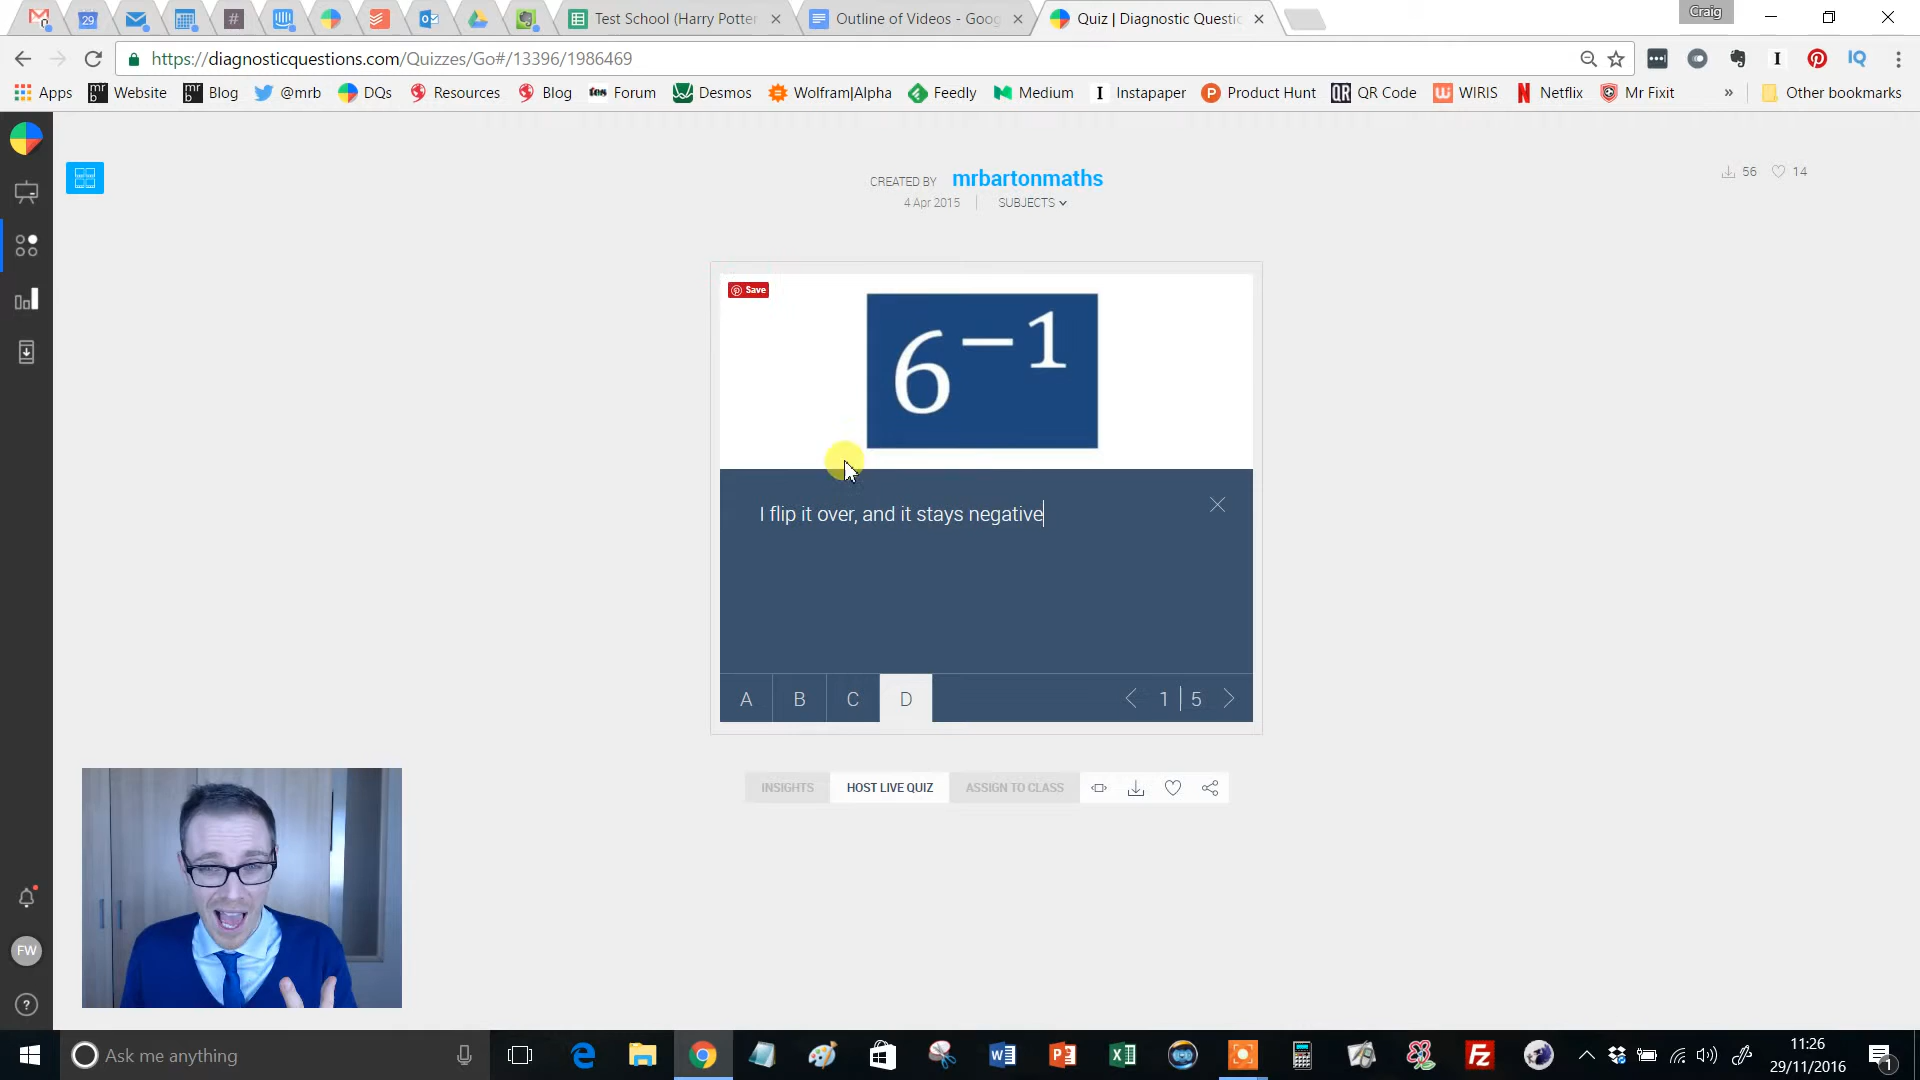 Test School (Harry Potter
Outline of Videos - Goog
Quiz | Diagnostic Questio
Craig
https://diagnosticquestions.com/Quizzes/Go#/13396/1986469
Apps
Website
Blog
@mrb
DQs
Resources
Blog
Forum
Desmos
Wolfram|Alpha
Feedly
Medium
Instapaper
Product Hunt
QR Code
WIRIS
Netflix
Mr Fixit
»
Other bookmarks
CREATED BY mrbartonmaths
4 Apr 2015
SUBJECTS
56
14
Save
6⁻¹
I flip it over, and it stays negative
A
B
C
D
1 | 5
INSIGHTS
HOST LIVE QUIZ
ASSIGN TO CLASS
FW
?
Ask me anything
11:26
29/11/2016
1